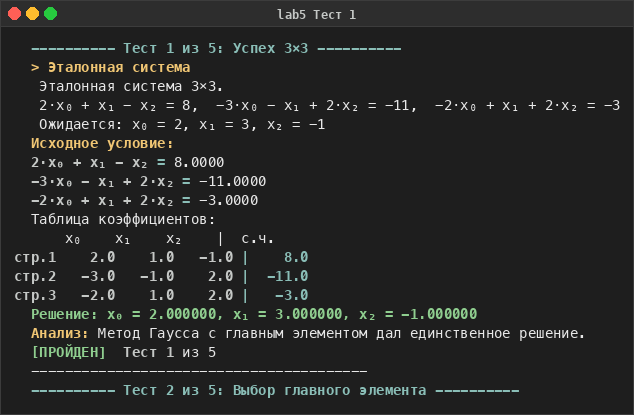 lab5 Тест 1
–––––––––– Тест 1 из 5: Успех 3×3 ––––––––––
> Эталонная система
Эталонная система 3×3.
2·x₀ + x₁ − x₂ = 8,  −3·x₀ − x₁ + 2·x₂ = −11,  −2·x₀ + x₁ + 2·x₂ = −3
Ожидается: x₀ = 2, x₁ = 3, x₂ = −1
Исходное условие:
2·x₀ + x₁ − x₂ = 8.0000
−3·x₀ − x₁ + 2·x₂ = −11.0000
−2·x₀ + x₁ + 2·x₂ = −3.0000
Таблица коэффициентов:
x₀    x₁    x₂    |  с.ч.
стр.1    2.0    1.0   −1.0 |    8.0
стр.2   −3.0   −1.0    2.0 |  −11.0
стр.3   −2.0    1.0    2.0 |   −3.0
Решение: x₀ = 2.000000, x₁ = 3.000000, x₂ = −1.000000
Анализ: Метод Гаусса с главным элементом дал единственное решение.
[ПРОЙДЕН]  Тест 1 из 5
––––––––––––––––––––––––––––––––––––––––
–––––––––– Тест 2 из 5: Выбор главного элемента ––––––––––